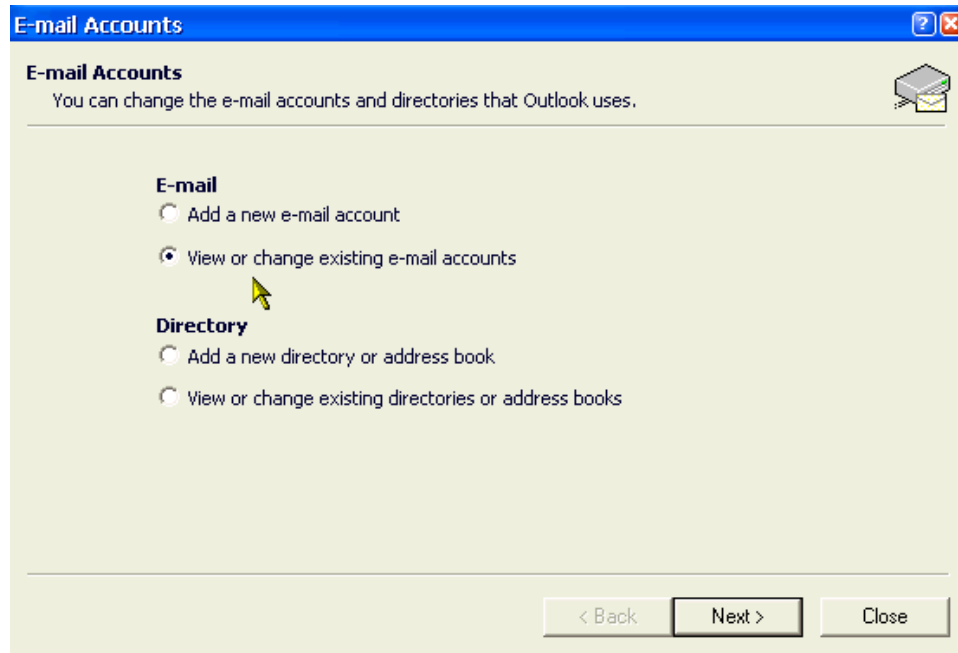 E-mail Accounts
E-mail Accounts
You can change the e-mail accounts and directories that Outlook uses.
E-mail
Add a new e-mail account
View or change existing e-mail accounts
Directory
Add a new directory or address book
View or change existing directories or address books
< Back Next > Close